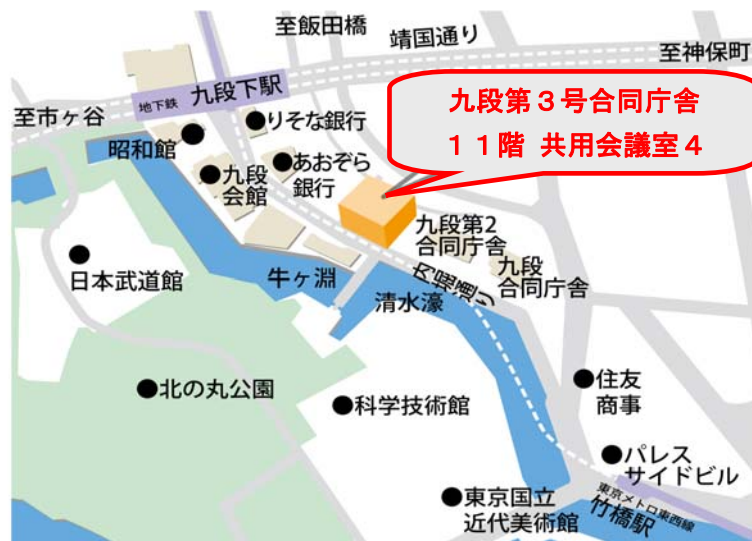 至飯田橋
靖国通り
至神保町
地下鉄 九段下駅
至市ヶ谷
りそな銀行
昭和館
九段第３号合同庁舎
１１階 共用会議室４
あおぞら
銀行
九段
会館
九段第2
合同庁舎
九段
合同庁舎
日本武道館
牛ヶ淵
清水濠
内堀通り
北の丸公園
科学技術館
住友
商事
パレス
サイドビル
東京国立
近代美術館
東京メトロ東西線
竹橋駅